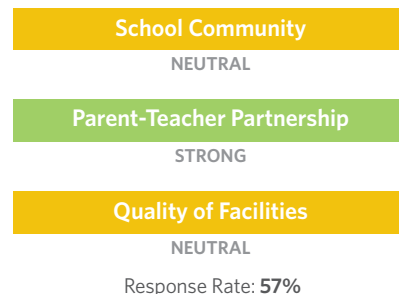 School Community
NEUTRAL
Parent-Teacher Partnership
STRONG
Quality of Facilities
NEUTRAL
Response Rate: 57%